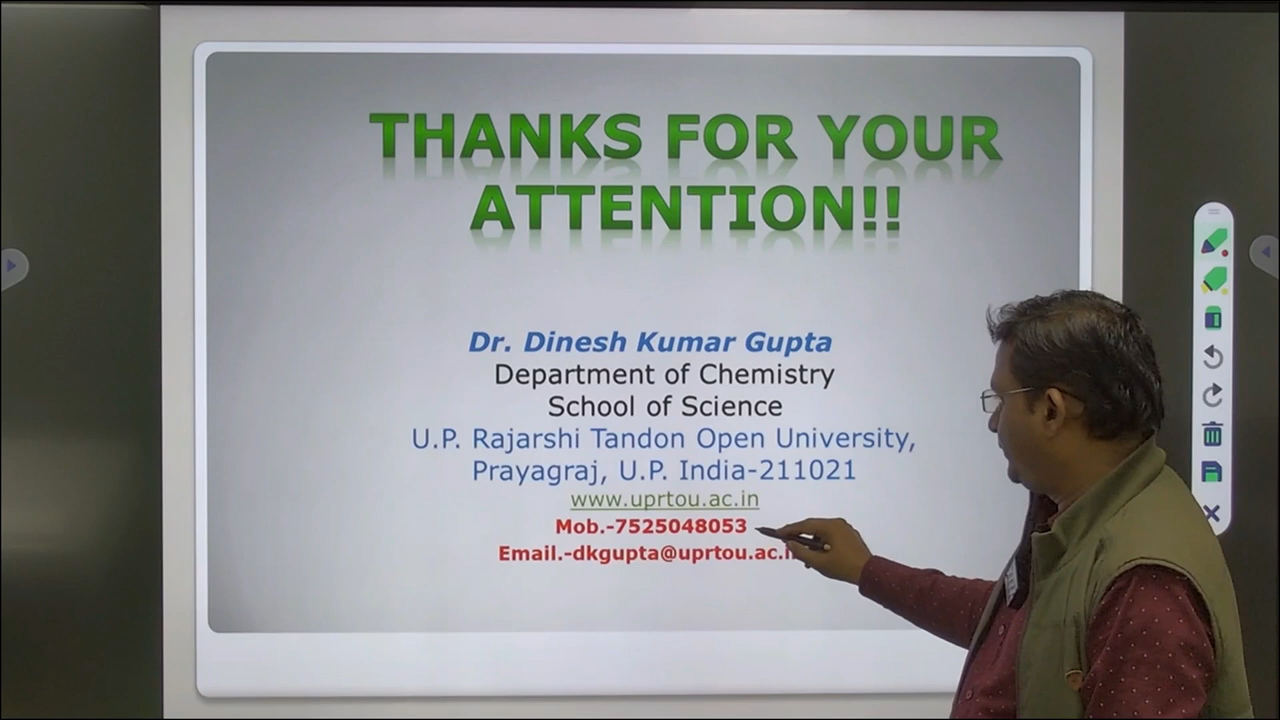 THANKS FOR YOUR
ATTENTION!!
Dr. Dinesh Kumar Gupta
Department of Chemistry
School of Science
U.P. Rajarshi Tandon Open University,
Prayagraj, U.P. India-211021
www.uprtou.ac.in
Mob.-7525048053
Email.-dkgupta@uprtou.ac.in